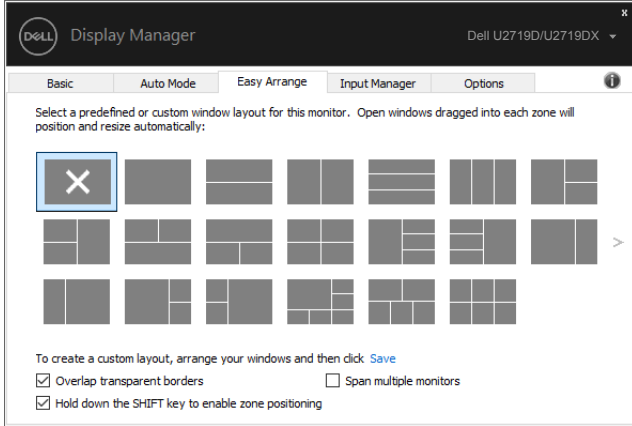 x
DELL
Display Manager
Dell U2719D/U2719DX
Basic
Auto Mode
Easy Arrange
Input Manager
Options
i
Select a predefined or custom window layout for this monitor. Open windows dragged into each zone will
position and resize automatically:
>
To create a custom layout, arrange your windows and then click Save
Overlap transparent borders
Span multiple monitors
Hold down the SHIFT key to enable zone positioning